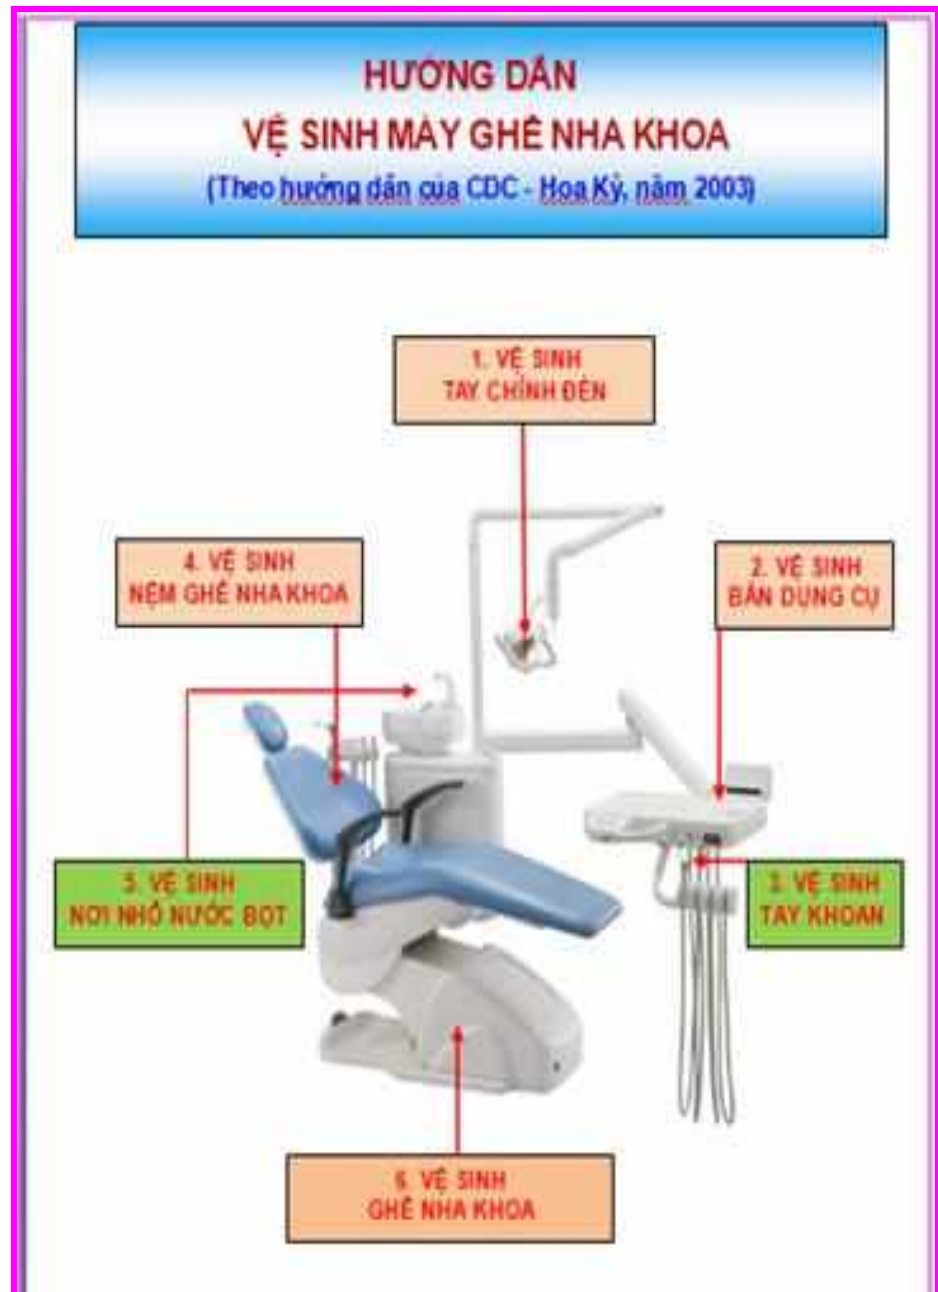 HƯỚNG DẪN
VỆ SINH MÁY GHẾ NHA KHOA
(Theo hướng dẫn của CDC - Hoa Kỳ, năm 2003)
1. VỆ SINH
TAY CHỈNH ĐÈN
4. VỆ SINH
NỆM GHẾ NHA KHOA
2. VỆ SINH
BÀN DỤNG CỤ
5. VỆ SINH
NƠI NHỔ NƯỚC BỌT
3. VỆ SINH
TAY KHOAN
6. VỆ SINH
GHẾ NHA KHOA